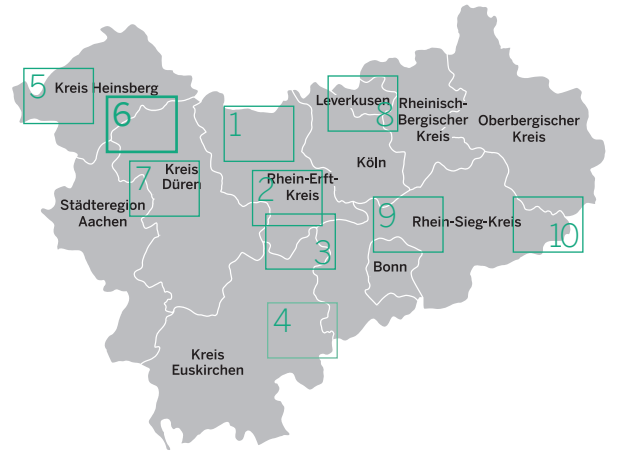 5
Kreis Heinsberg
6
1
Leverkusen
8
Rheinisch-
Bergischer
Kreis
Oberbergischer
Kreis
Köln
7
Kreis
Düren
2
Rhein-Erft-
Kreis
Städteregion
Aachen
9
Rhein-Sieg-Kreis
10
3
Bonn
4
Kreis
Euskirchen